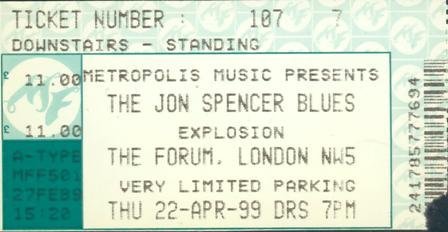 TICKET NUMBER : 107 7
DOWNSTAIRS - STANDING
£ 11.00 METROPOLIS MUSIC PRESENTS
THE JON SPENCER BLUES
£ 11.00 EXPLOSION
A-TYPE THE FORUM, LONDON NW5
MFF501
27FEB9 VERY LIMITED PARKING
15:20 THU 22-APR-99 DRS 7PM
241785777694